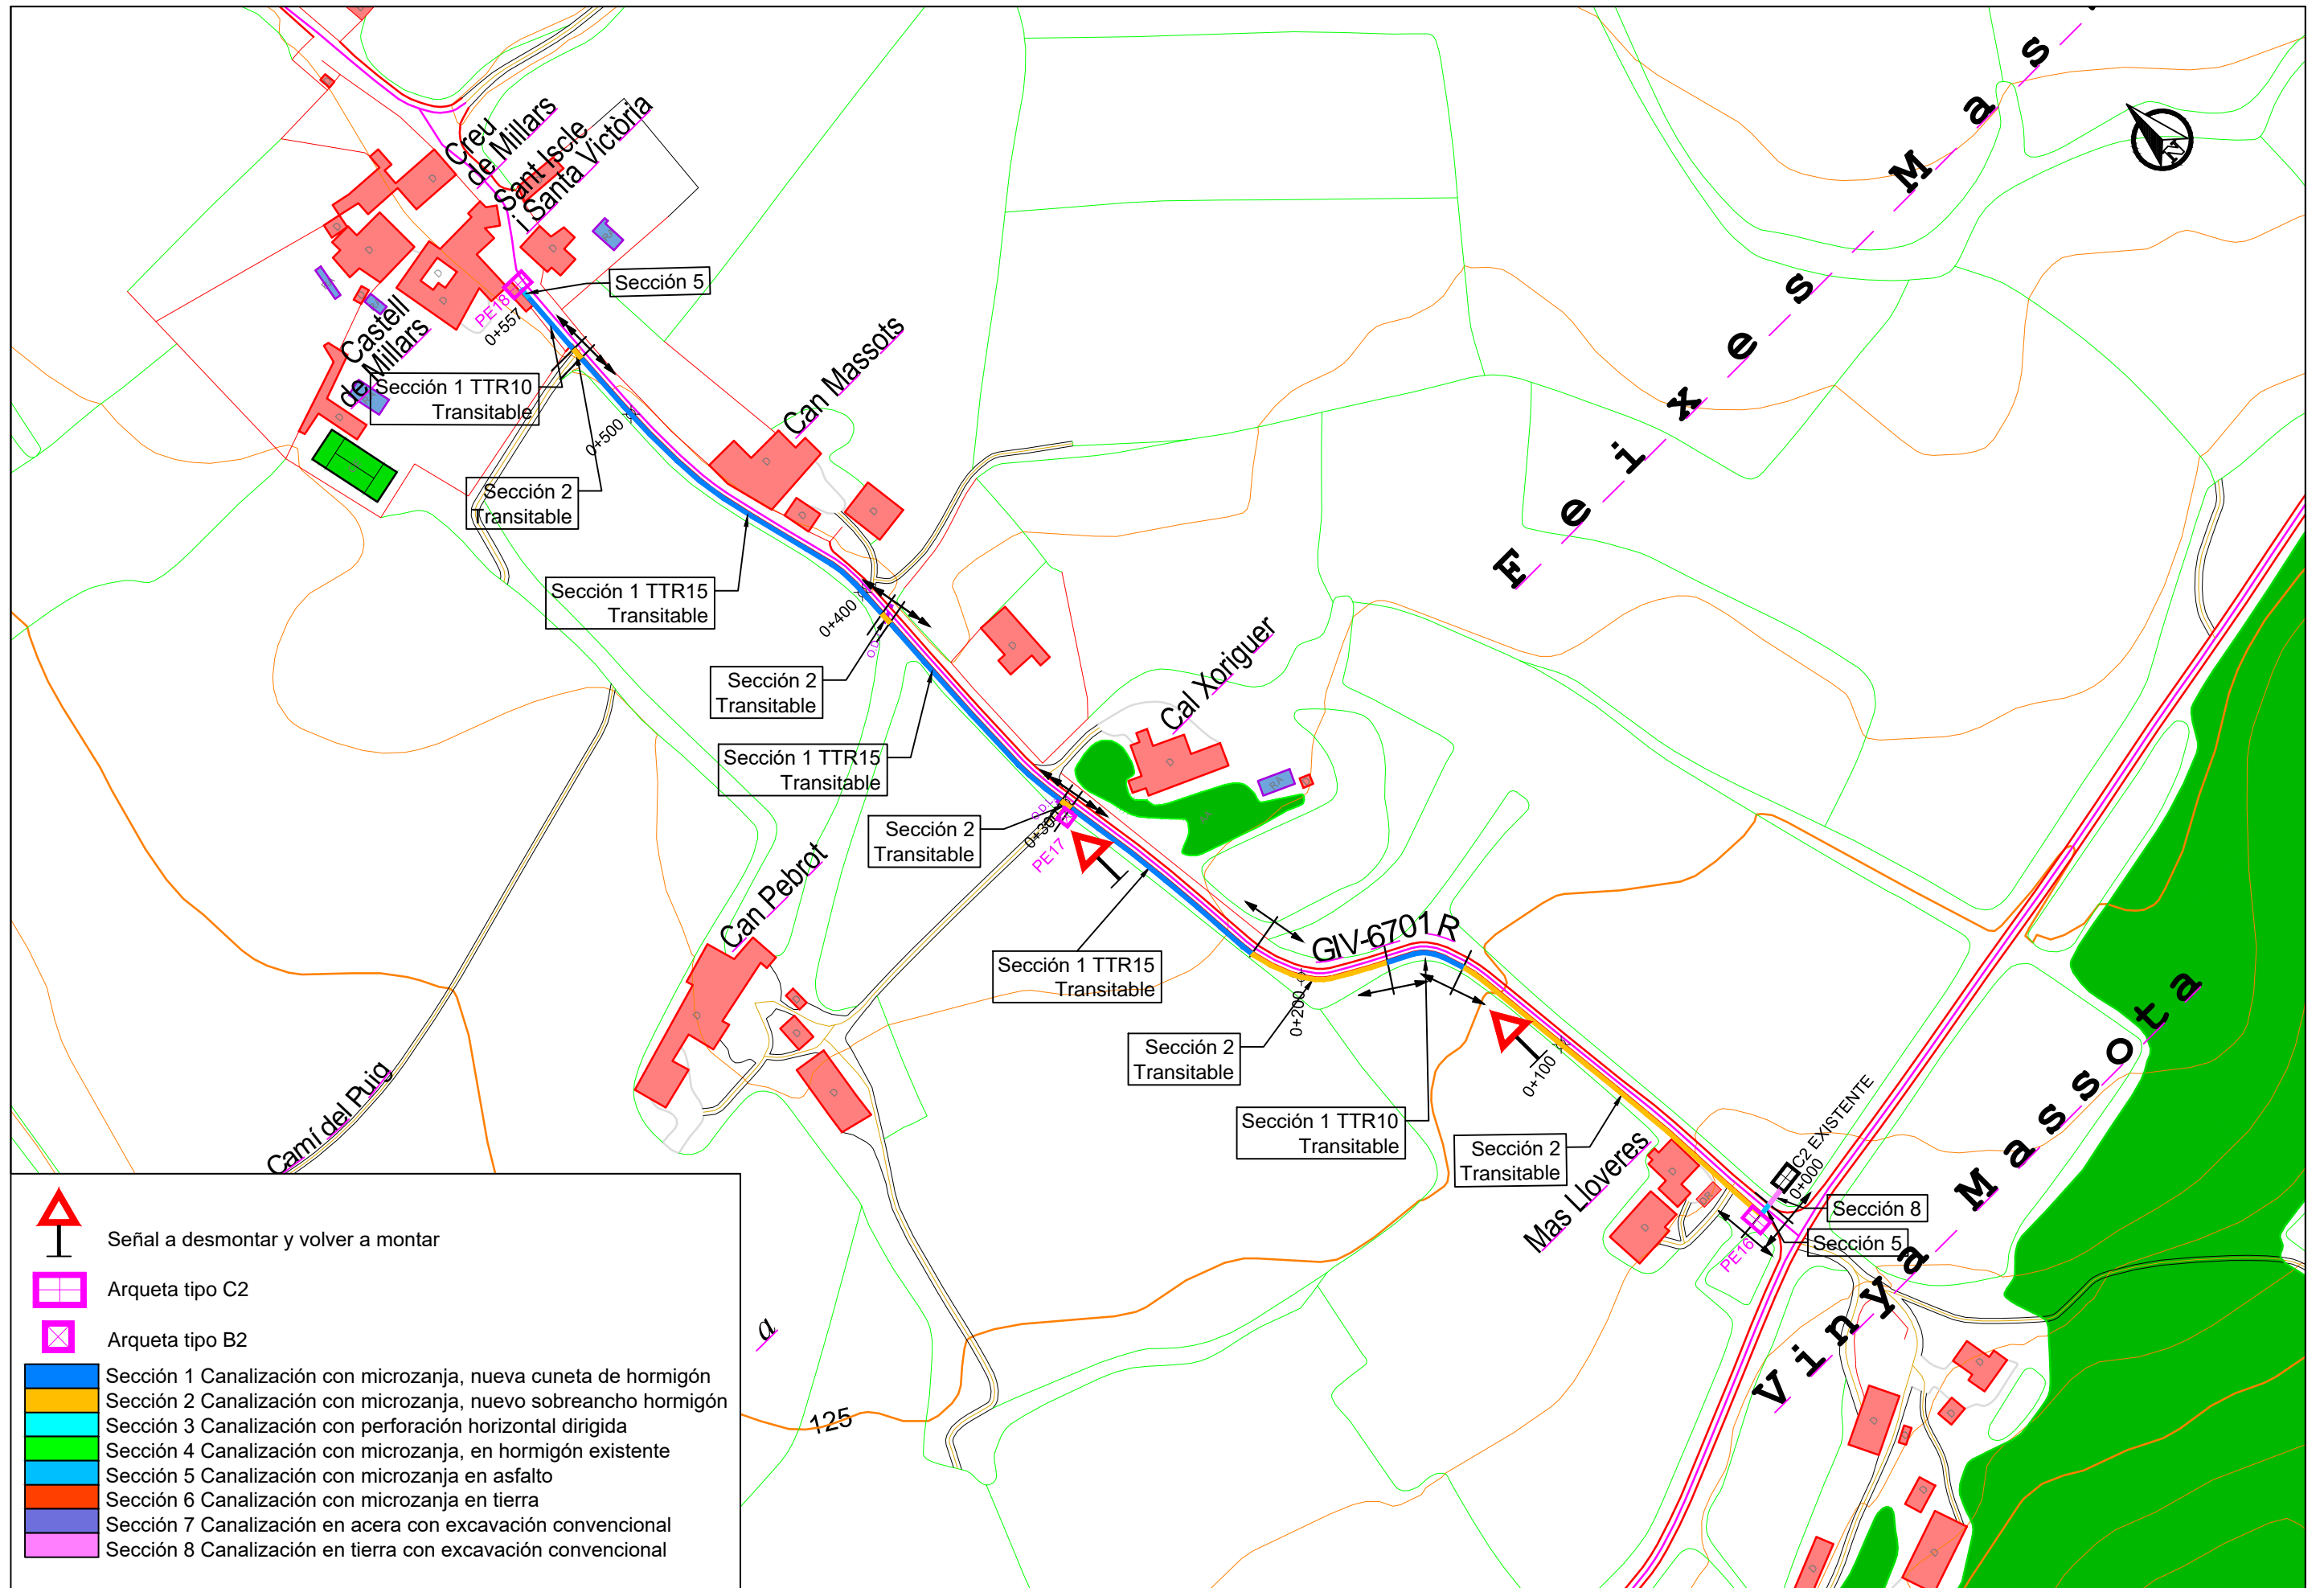 Creu
de Millars
Sant Iscle
i Santa Victòria
Feixes Mas
N
Sección 5
PE18
0+557
Castell
de Millars
Sección 1 TTR10
Transitable
Can Massots
0+500
Sección 2
Transitable
Sección 1 TTR15
Transitable
0+400
O.D.
Sección 2
Transitable
Cal Xoriguer
Sección 1 TTR15
Transitable
O.D.
0+300
PE17
Sección 2
Transitable
Can Pebrot
GIV-6701 R
Sección 1 TTR15
Transitable
0+200
Sección 2
Transitable
0+100
Sección 1 TTR10
Transitable
Sección 2
Transitable
Mas Lloveres
C2 EXISTENTE
0+000
Sección 8
Sección 5
PE16
Vinya Massota
Camí del Puig
a
125
Señal a desmontar y volver a montar
Arqueta tipo C2
Arqueta tipo B2
Sección 1 Canalización con microzanja, nueva cuneta de hormigón
Sección 2 Canalización con microzanja, nuevo sobreancho hormigón
Sección 3 Canalización con perforación horizontal dirigida
Sección 4 Canalización con microzanja, en hormigón existente
Sección 5 Canalización con microzanja en asfalto
Sección 6 Canalización con microzanja en tierra
Sección 7 Canalización en acera con excavación convencional
Sección 8 Canalización en tierra con excavación convencional